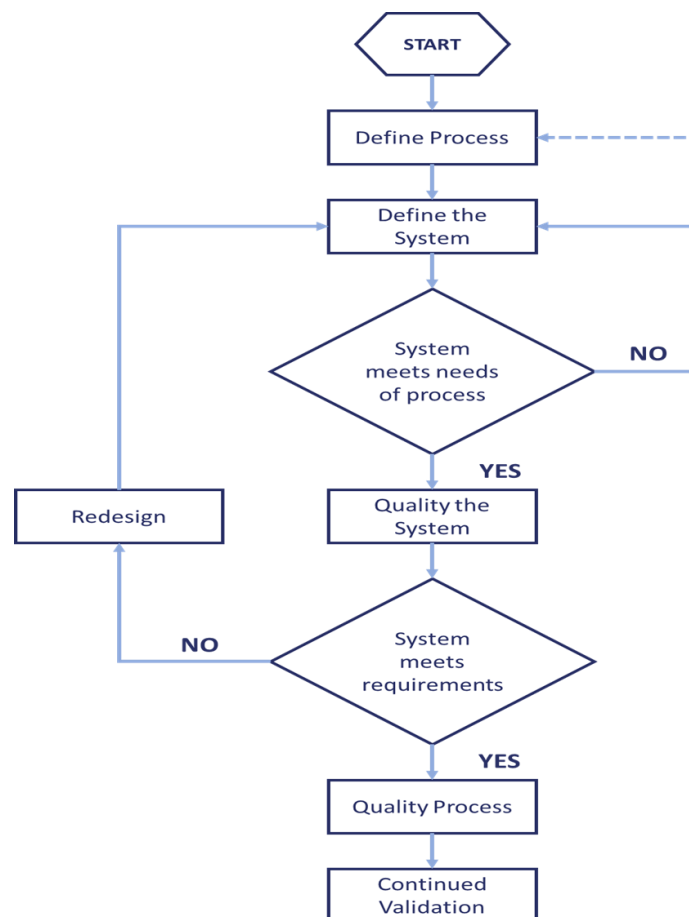 START
Define Process
Define the
System
System
meets needs
of process
NO
YES
Quality the
System
Redesign
NO
System
meets
requirements
YES
Quality Process
Continued
Validation